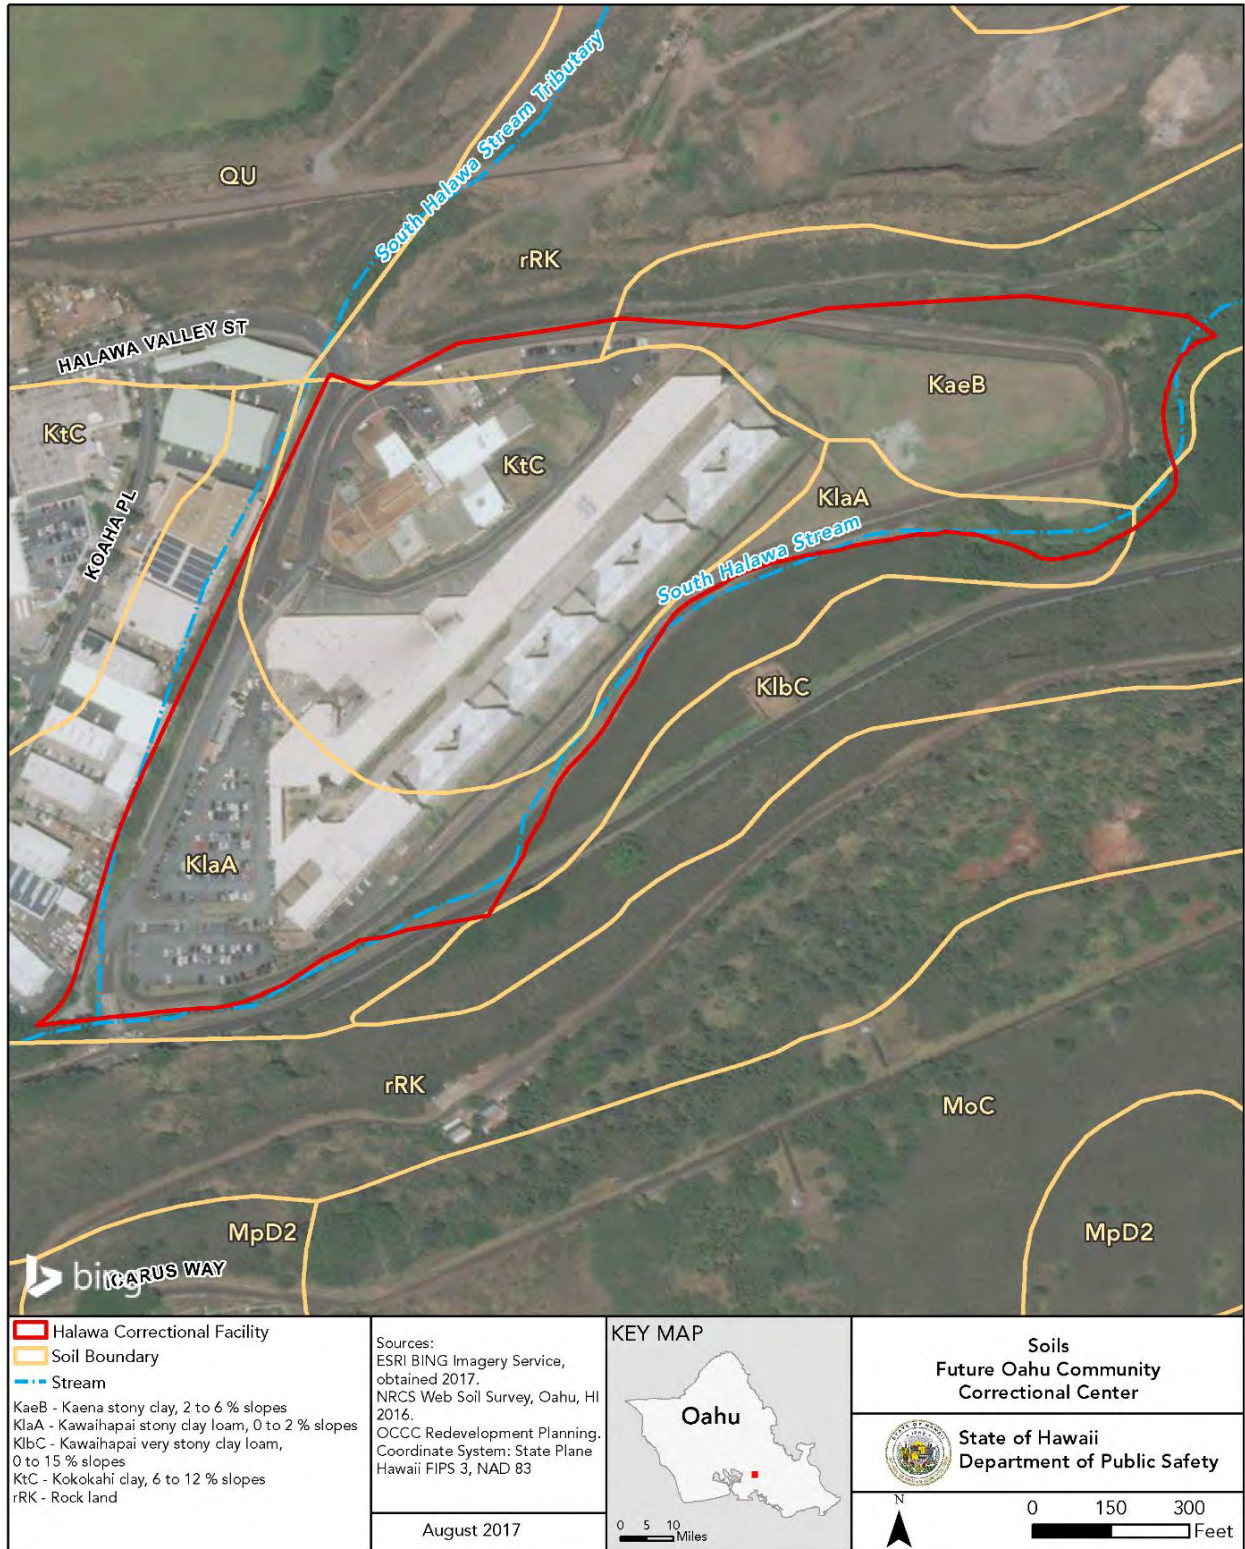 South Halawa Stream Tributary
QU
rRK
HALAWA VALLEY ST
KaeB
KtC
KtC
KlaA
KOAHA PL
South Halawa Stream
KlbC
KlaA
rRK
MoC
MpD2
MpD2
ICARUS WAY
bing
Halawa Correctional Facility
Soil Boundary
Stream
KaeB - Kaena stony clay, 2 to 6 % slopes
KlaA - Kawaihapai stony clay loam, 0 to 2 % slopes
KlbC - Kawaihapai very stony clay loam,
0 to 15 % slopes
KtC - Kokokahi clay, 6 to 12 % slopes
rRK - Rock land
Sources:
ESRI BING Imagery Service,
obtained 2017.
NRCS Web Soil Survey, Oahu, HI
2016.
OCCC Redevelopment Planning.
Coordinate System: State Plane
Hawaii FIPS 3, NAD 83
August 2017
KEY MAP
Oahu
0 5 10
Miles
Soils
Future Oahu Community
Correctional Center
State of Hawaii
Department of Public Safety
N
0 150 300
Feet